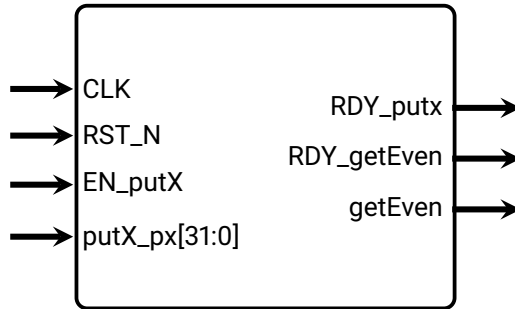 CLK
RST_N
EN_putX
putX_px[31:0]
RDY_putx
RDY_getEven
getEven